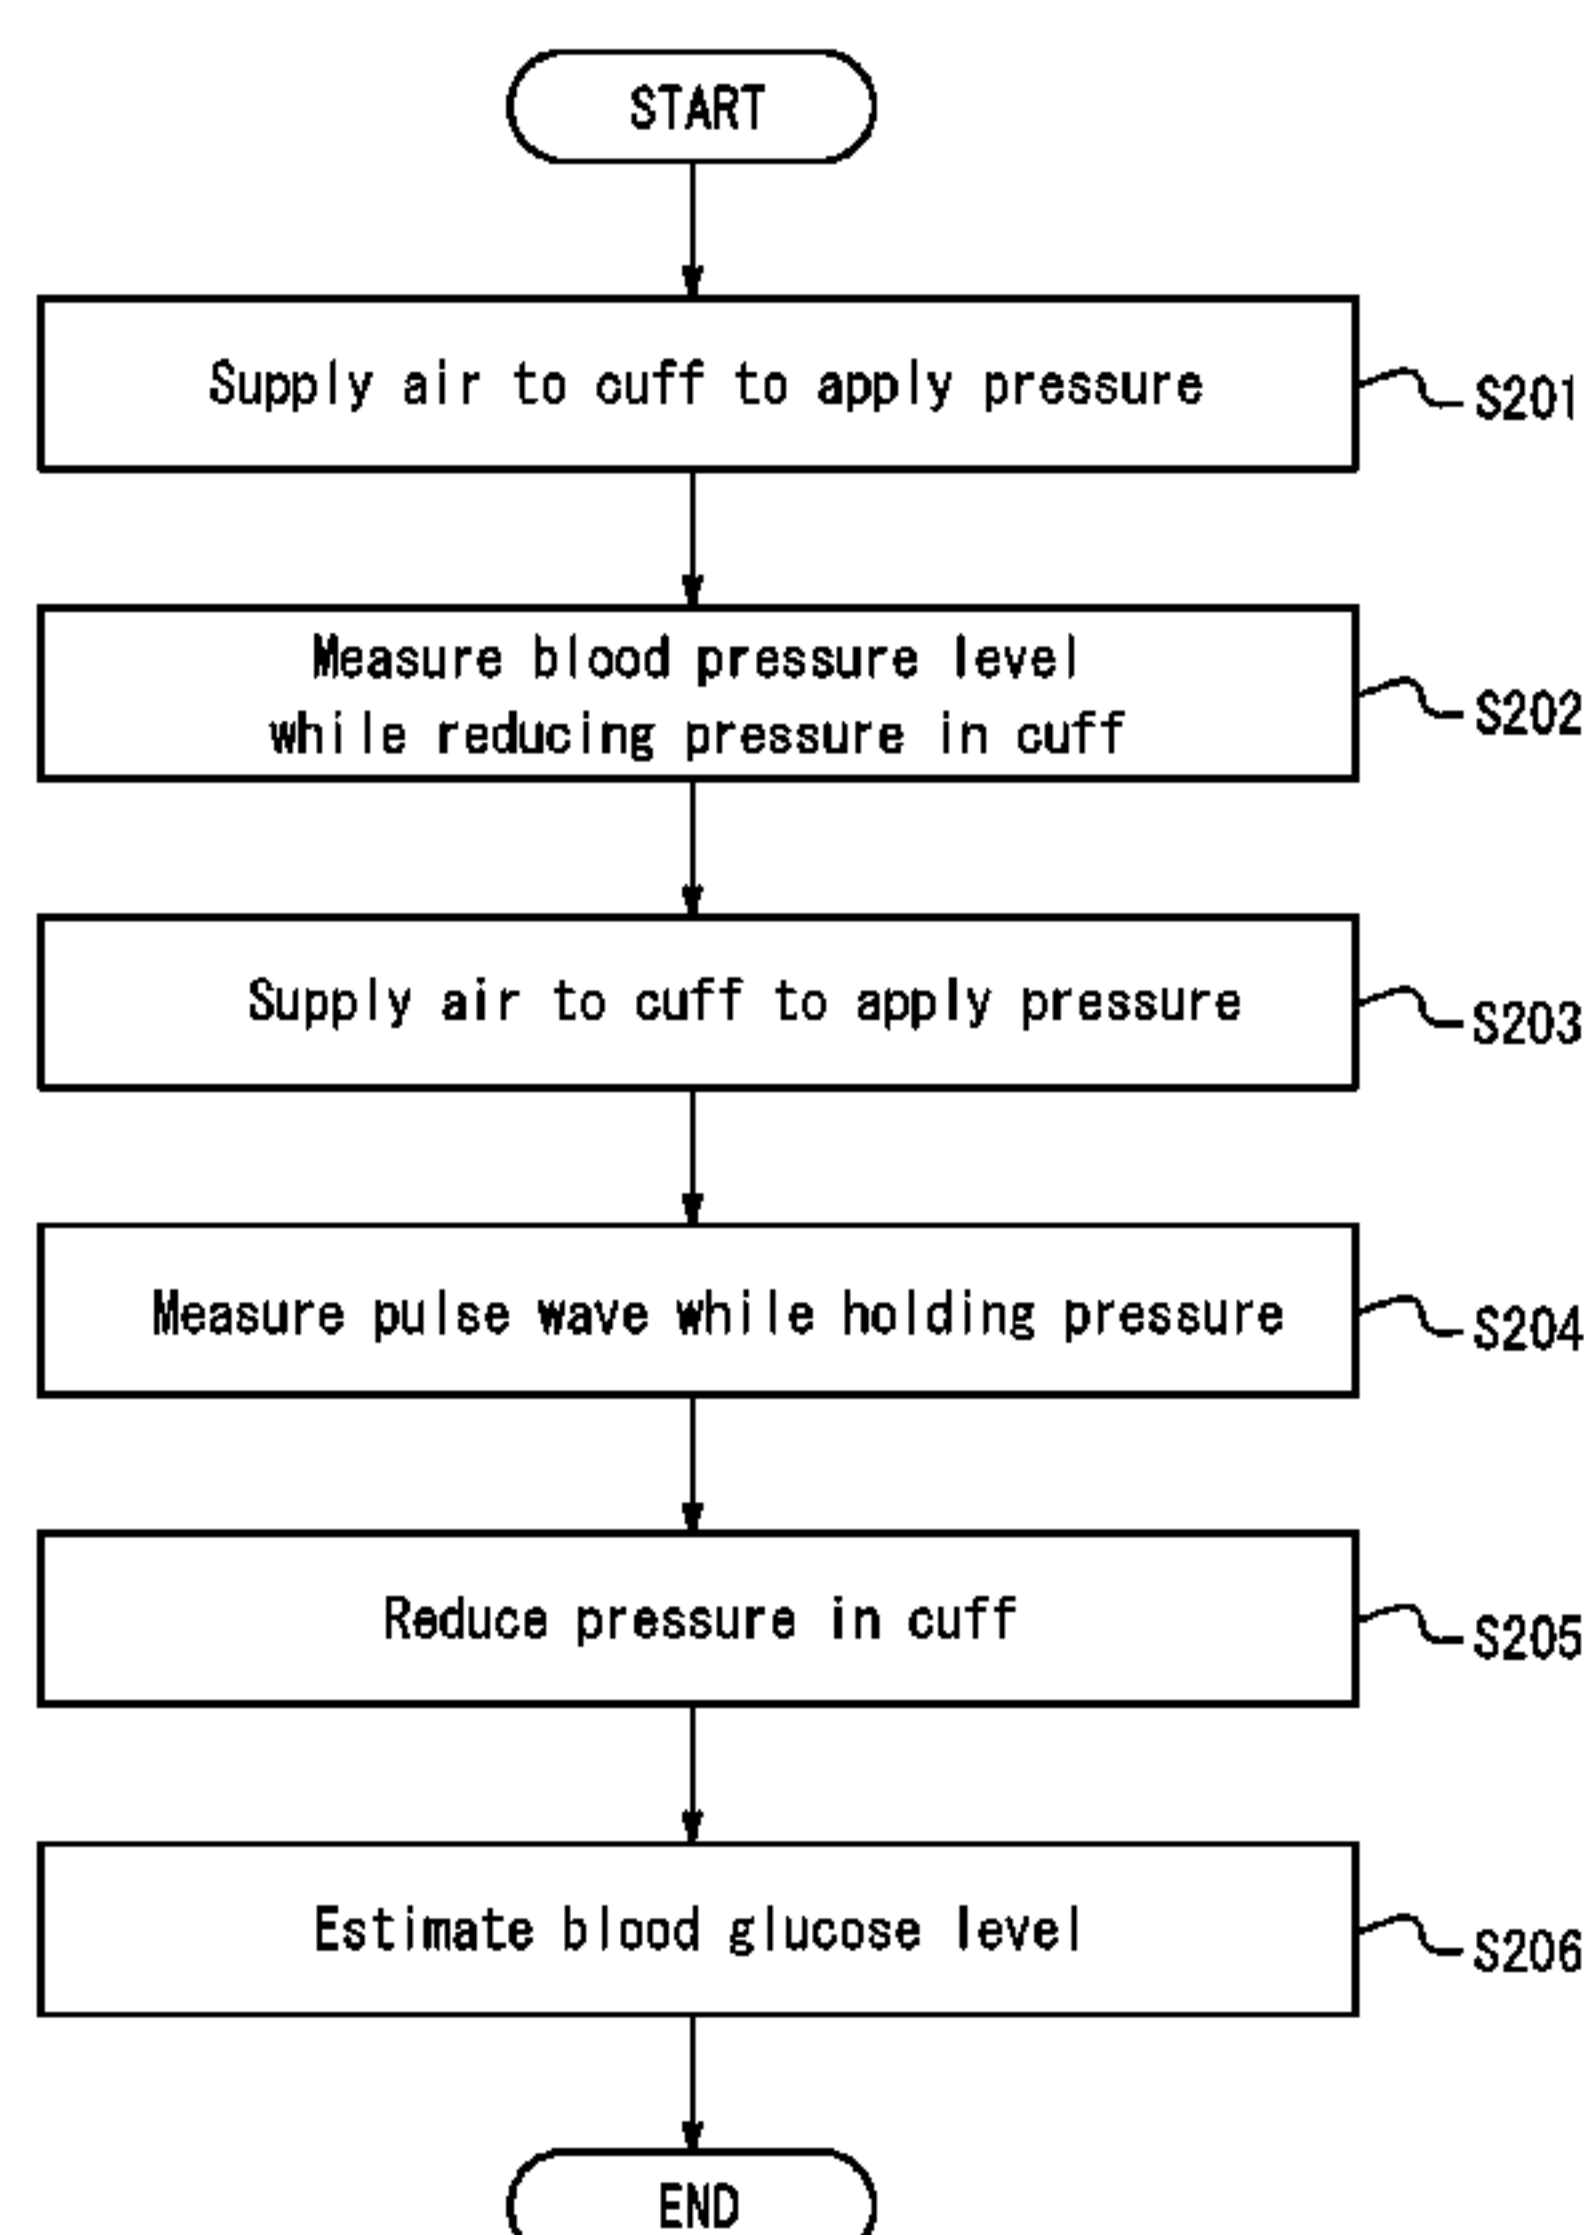 START
Supply air to cuff to apply pressure
S201
Measure blood pressure level
while reducing pressure in cuff
S202
Supply air to cuff to apply pressure
S203
Measure pulse wave while holding pressure
S204
Reduce pressure in cuff
S205
Estimate blood glucose level
S206
END